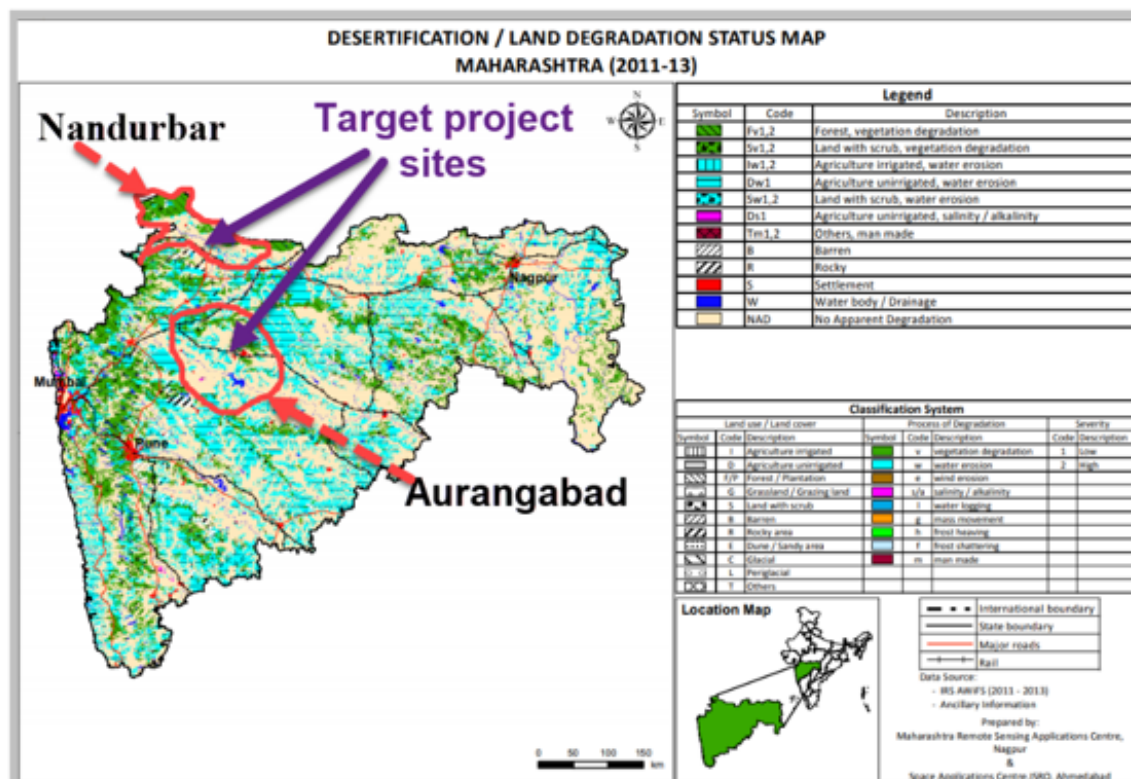 DESERTIFICATION / LAND DEGRADATION STATUS MAP
MAHARASHTRA (2011-13)
Nandurbar
Target project
sites
N
W E
S
Nagpur
Mumbai
Pune
Aurangabad
0 50 100 150
km
Legend
Symbol Code Description
Fv1,2 Forest, vegetation degradation
Sv1,2 Land with scrub, vegetation degradation
Iw1,2 Agriculture irrigated, water erosion
Dw1 Agriculture unirrigated, water erosion
Sw1,2 Land with scrub, water erosion
Ds1 Agriculture unirrigated, salinity / alkalinity
Tm1,2 Others, man made
B Barren
R Rocky
S Settlement
W Water body / Drainage
NAD No Apparent Degradation
Classification System
Land use / Land cover Process of Degradation Severity
Symbol Code Description Symbol Code Description Code Description
I Agriculture irrigated v vegetation degradation 1 Low
D Agriculture unirrigated w water erosion 2 High
F/P Forest / Plantation e wind erosion
G Grassland / Grazing land s/a salinity / alkalinity
S Land with scrub l water logging
B Barren g mass movement
R Rocky area h frost heaving
E Dune / Sandy area f frost shattering
C Glacial m man made
L Periglacial
T Others
Location Map
International boundary
State boundary
Major roads
Rail
Data Source:
- IRS AWiFS (2011 - 2013)
- Ancillary Information
Prepared by:
Maharashtra Remote Sensing Applications Centre,
Nagpur
&
Space Applications Centre, ISRO, Ahmedabad